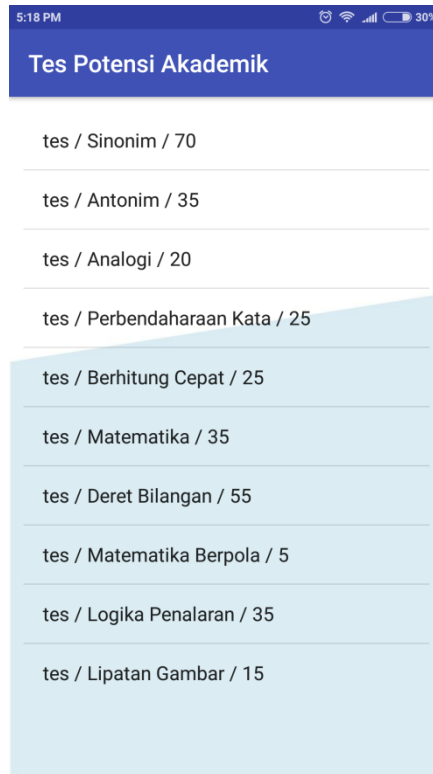 5:18 PM 30%
Tes Potensi Akademik
tes / Sinonim / 70
tes / Antonim / 35
tes / Analogi / 20
tes / Perbendaharaan Kata / 25
tes / Berhitung Cepat / 25
tes / Matematika / 35
tes / Deret Bilangan / 55
tes / Matematika Berpola / 5
tes / Logika Penalaran / 35
tes / Lipatan Gambar / 15